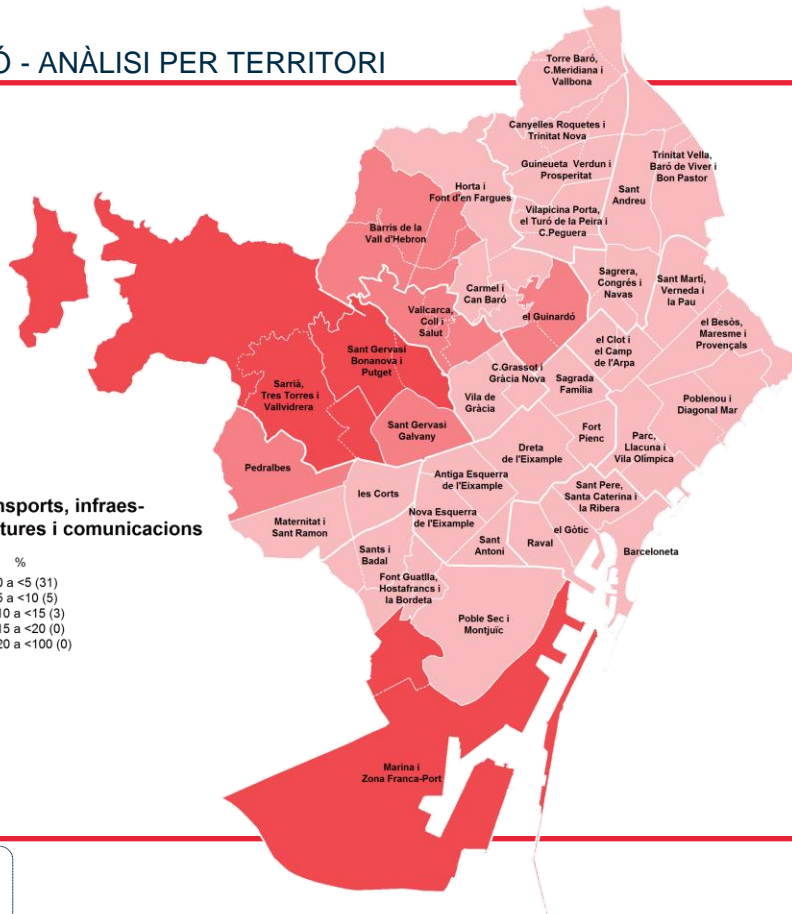 Ó - ANÀLISI PER TERRITORI
Torre Baró,
C.Meridiana i
Vallbona
Canyelles Roquetes i
Trinitat Nova
Guineueta Verdun i
Prosperitat
Trinitat Vella,
Baró de Viver i
Bon Pastor
Sant
Andreu
Horta i
Font d'en Fargues
Vilapicina Porta,
el Turó de la Peira i
C.Peguera
Barris de la
Vall d'Hebron
Carmel i
Can Baró
Sagrera,
Congrés i
Navas
Sant Martí,
Verneda i
la Pau
Vallcarca,
Coll i
Salut
el Guinardó
el Besòs,
Maresme i
Provençals
Sant Gervasi
Bonanova i
Putget
el Clot i
el Camp
de l'Arpa
C.Grassot i
Gràcia Nova
Sagrada
Família
Sarrià,
Tres Torres i
Vallvidrera
Vila de
Gràcia
Poblenou i
Diagonal Mar
Sant Gervasi
Galvany
Fort
Pienc
Parc,
Llacuna i
Vila Olímpica
Dreta
de l'Eixample
Pedralbes
Antiga Esquerra
de l'Eixample
les Corts
Sant Pere,
Santa Caterina i
la Ribera
nsports, infraes-
tures i comunicacions
Maternitat i
Sant Ramon
Nova Esquerra
de l'Eixample
el Gòtic
Sant
Antoni
Raval
Barceloneta
Sants i
Badal
Font Guatlla,
Hostafrancs i
la Bordeta
Poble Sec i
Montjuïc
%
0 a <5 (31)
5 a <10 (5)
10 a <15 (3)
15 a <20 (0)
20 a <100 (0)
Marina i
Zona Franca-Port